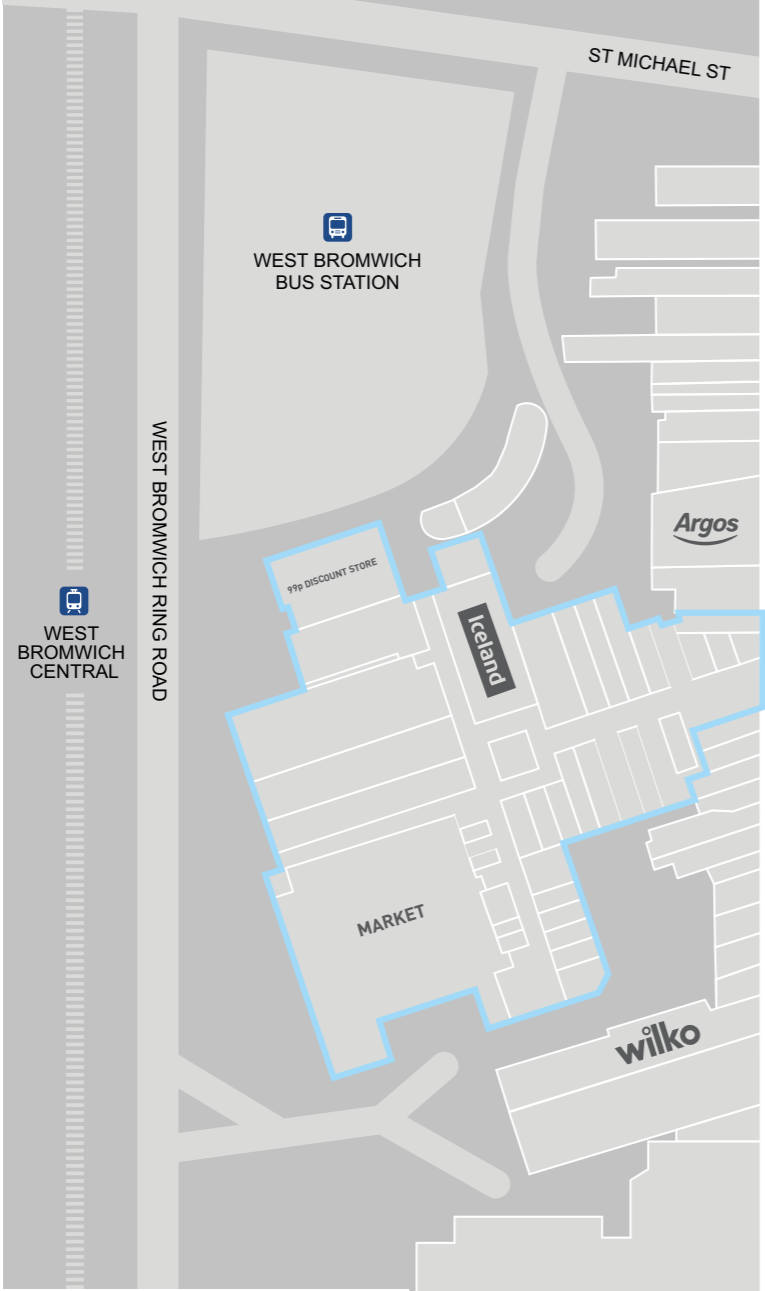 ST MICHAEL ST
WEST BROMWICH
BUS STATION
WEST BROMWICH RING ROAD
Argos
99p DISCOUNT STORE
Iceland
WEST
BROMWICH
CENTRAL
MARKET
wilko